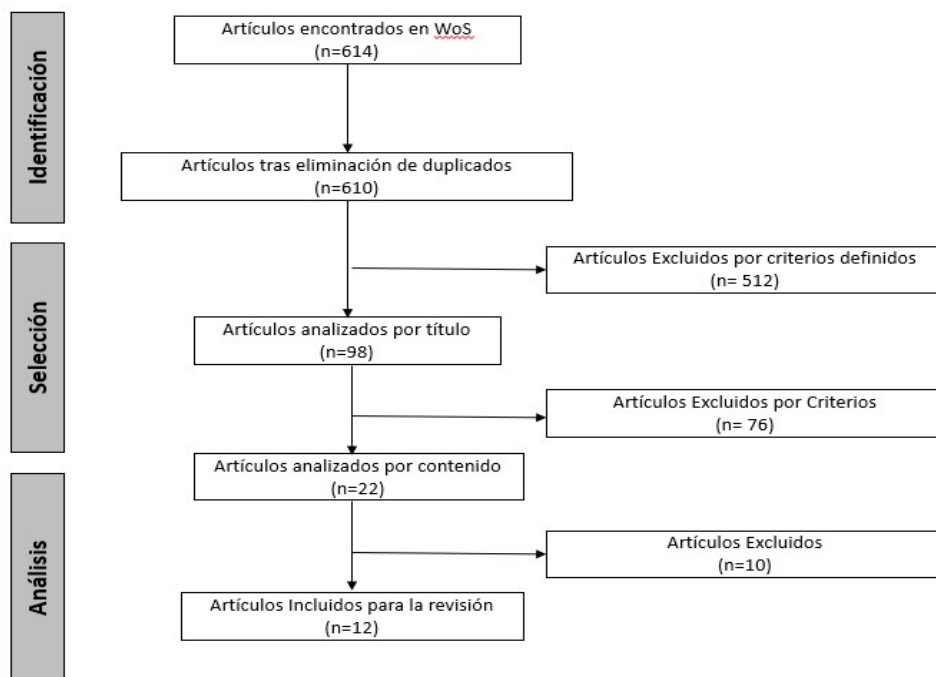 Identificación
Artículos encontrados en WoS
(n=614)
Artículos tras eliminación de duplicados
(n=610)
Selección
Artículos Excluidos por criterios definidos
(n= 512)
Artículos analizados por título
(n=98)
Artículos Excluidos por Criterios
(n= 76)
Artículos analizados por contenido
(n=22)
Análisis
Artículos Excluidos
(n=10)
Artículos Incluidos para la revisión
(n=12)